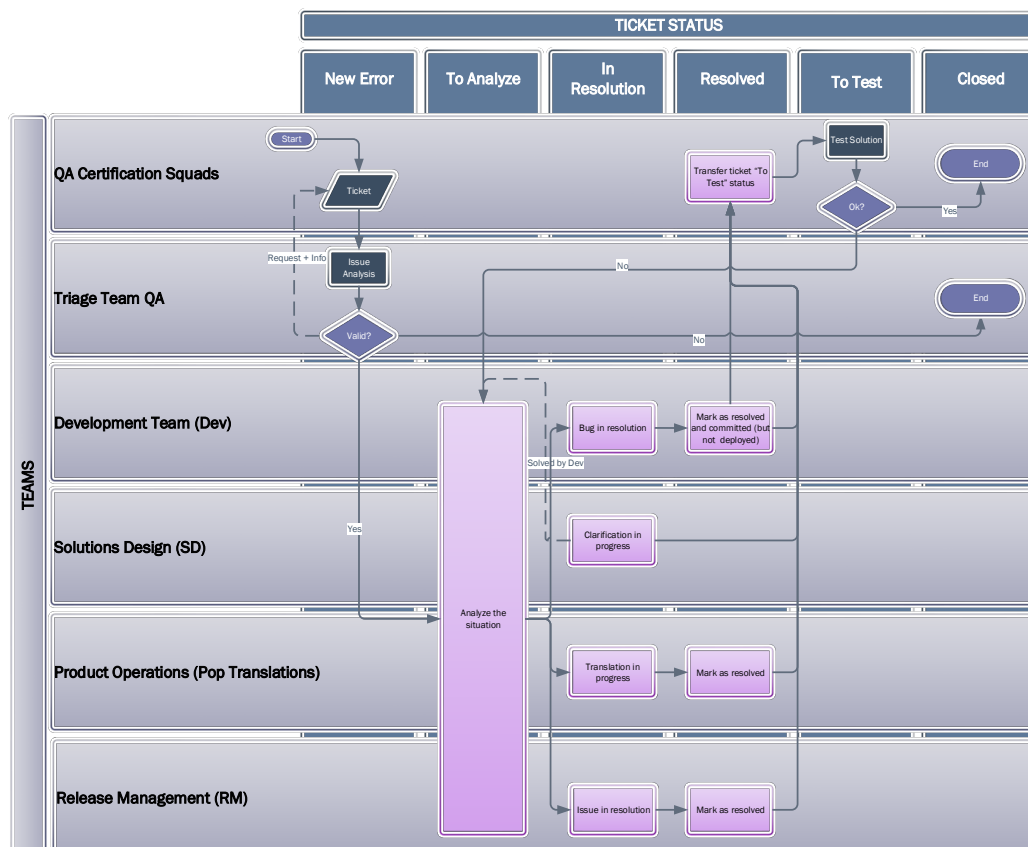 TICKET STATUS
New Error
To Analyze
In
Resolution
Resolved
To Test
Closed
TEAMS
QA Certification Squads
Start
Ticket
Transfer ticket "To
Test" status
Test Solution
Ok?
Yes
End
Request + Info
Issue
Analysis
No
Triage Team QA
Valid?
No
End
Development Team (Dev)
Bug in resolution
Mark as resolved
and committed (but
not deployed)
Solved by Dev
Yes
Solutions Design (SD)
Clarification in
progress
Analyze the
situation
Product Operations (Pop Translations)
Translation in
progress
Mark as resolved
Release Management (RM)
Issue in resolution
Mark as resolved